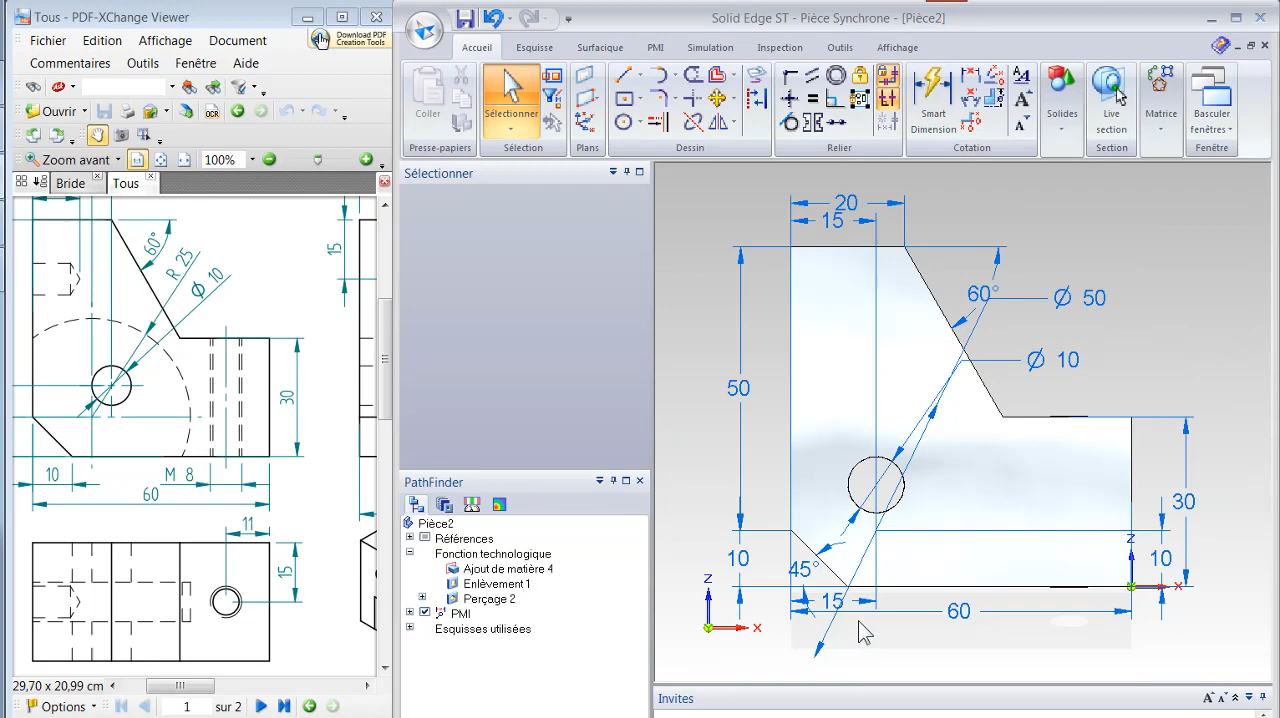 Tous - PDF-XChange Viewer
Fichier Edition Affichage Document
Download PDF
Creation Tools
Commentaires Outils Fenêtre Aide
Ouvrir
OCR
Zoom avant 100%
Bride Tous
60°
R 25
Ø 10
15
30
10
M 8
60
11
15
29,70 x 20,99 cm
Options 1 sur 2
Solid Edge ST - Pièce Synchrone - [Pièce2]
Accueil Esquisse Surfacique PMI Simulation Inspection Outils Affichage
Coller
Sélectionner
Smart
Dimension
Solides
Live
section
Matrice
Basculer
fenêtres
Presse-papiers Sélection Plans Dessin Relier Cotation Section Fenêtre
Sélectionner
PathFinder
Pièce2
Références
Fonction technologique
Ajout de matière 4
Enlèvement 1
Perçage 2
PMI
Esquisses utilisées
20
15
60°
Ø 50
Ø 10
50
30
10
45°
10
15
60
Z
X
Z
X
Invites